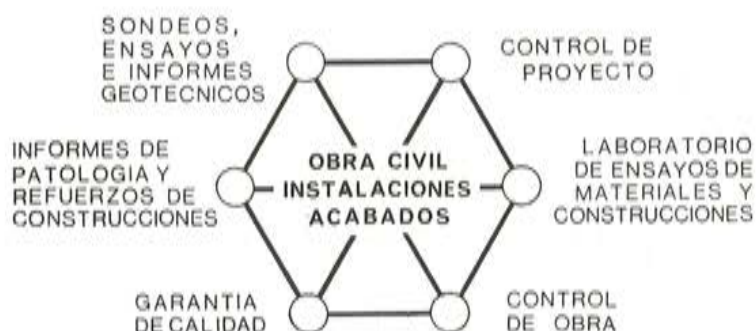 SONDEOS,
ENSAYOS
E INFORMES
GEOTECNICOS
CONTROL DE
PROYECTO
INFORMES DE
PATOLOGIA Y
REFUERZOS DE
CONSTRUCCIONES
OBRA CIVIL
INSTALACIONES
ACABADOS
LABORATORIO
DE ENSAYOS DE
MATERIALES Y
CONSTRUCCIONES
GARANTIA
DE CALIDAD
CONTROL
DE OBRA